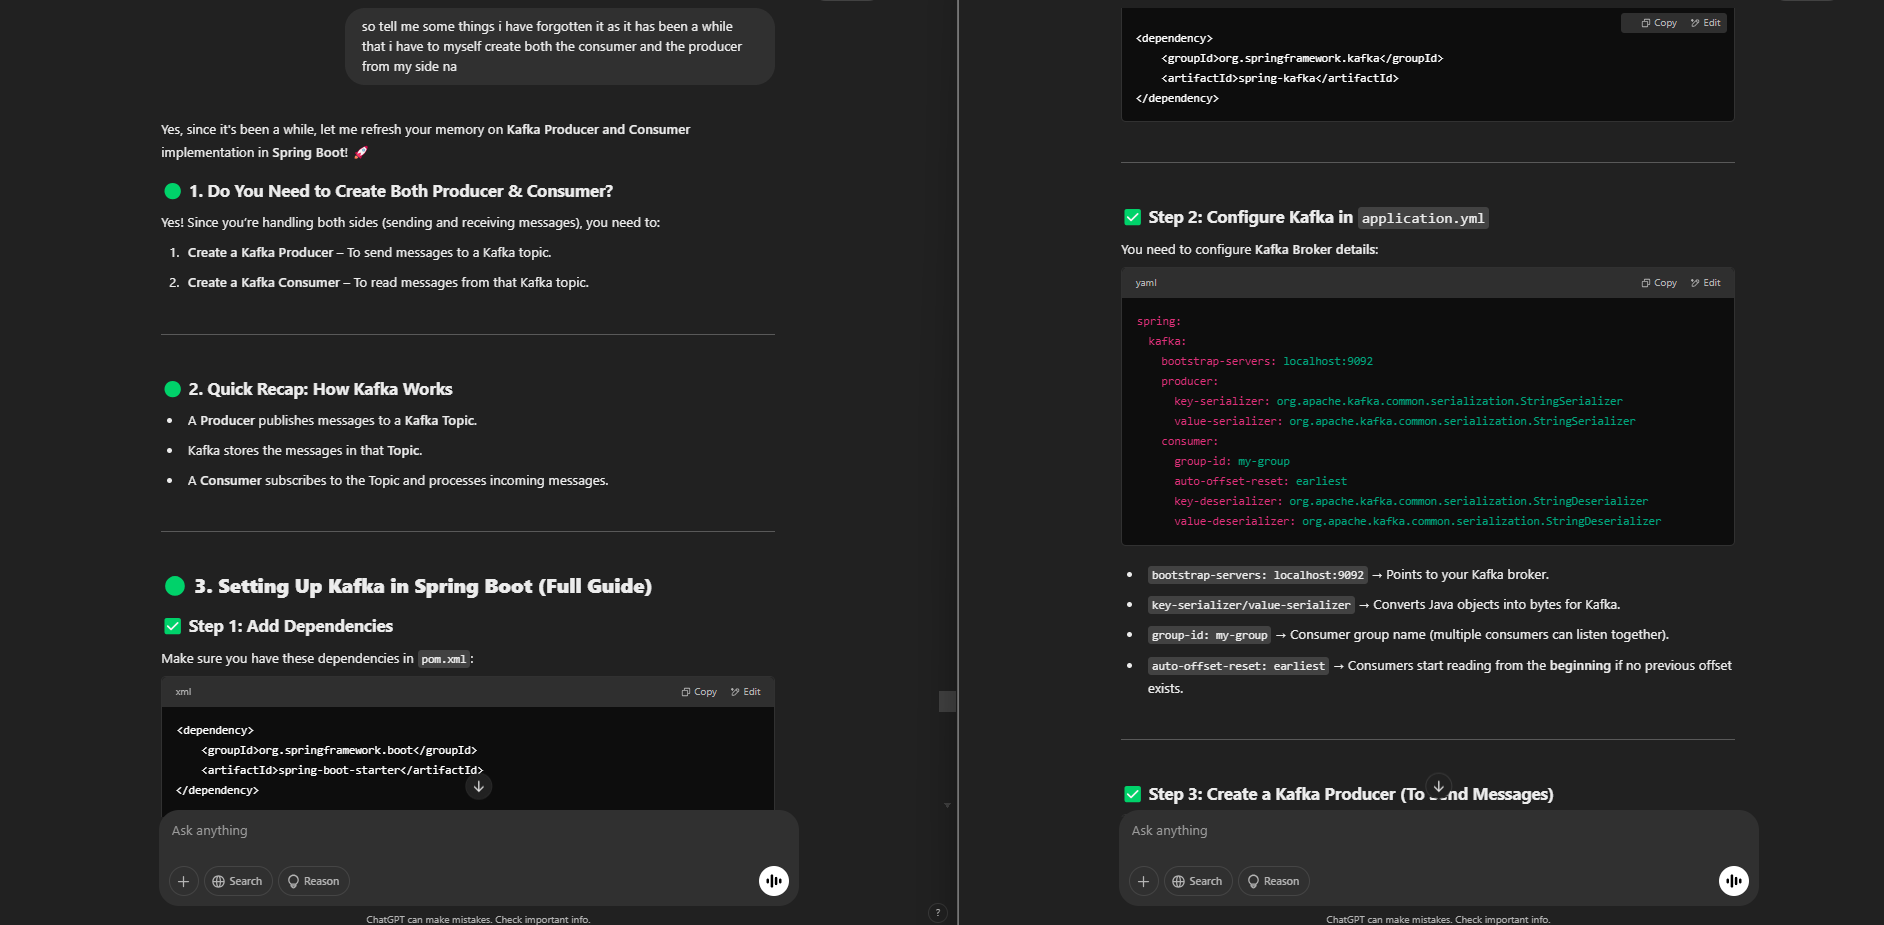 so tell me some things i have forgotten it as it has been a while
that i have to myself create both the consumer and the producer
from my side na
Yes, since it's been a while, let me refresh your memory on Kafka Producer and Consumer
implementation in Spring Boot! 🚀
1. Do You Need to Create Both Producer & Consumer?
Yes! Since you're handling both sides (sending and receiving messages), you need to:
1. Create a Kafka Producer – To send messages to a Kafka topic.
2. Create a Kafka Consumer – To read messages from that Kafka topic.
2. Quick Recap: How Kafka Works
• A Producer publishes messages to a Kafka Topic.
• Kafka stores the messages in that Topic.
• A Consumer subscribes to the Topic and processes incoming messages.
3. Setting Up Kafka in Spring Boot (Full Guide)
✅ Step 1: Add Dependencies
Make sure you have these dependencies in pom.xml:
xml Copy Edit
<dependency>
    <groupId>org.springframework.boot</groupId>
    <artifactId>spring-boot-starter</artifactId>
</dependency>
Ask anything
Search Reason
ChatGPT can make mistakes. Check important info.
?
Copy Edit
<dependency>
    <groupId>org.springframework.kafka</groupId>
    <artifactId>spring-kafka</artifactId>
</dependency>
✅ Step 2: Configure Kafka in application.yml
You need to configure Kafka Broker details:
yaml Copy Edit
spring:
  kafka:
    bootstrap-servers: localhost:9092
    producer:
      key-serializer: org.apache.kafka.common.serialization.StringSerializer
      value-serializer: org.apache.kafka.common.serialization.StringSerializer
    consumer:
      group-id: my-group
      auto-offset-reset: earliest
      key-deserializer: org.apache.kafka.common.serialization.StringDeserializer
      value-deserializer: org.apache.kafka.common.serialization.StringDeserializer
• bootstrap-servers: localhost:9092 → Points to your Kafka broker.
• key-serializer/value-serializer → Converts Java objects into bytes for Kafka.
• group-id: my-group → Consumer group name (multiple consumers can listen together).
• auto-offset-reset: earliest → Consumers start reading from the beginning if no previous offset
exists.
✅ Step 3: Create a Kafka Producer (To Send Messages)
Ask anything
Search Reason
ChatGPT can make mistakes. Check important info.